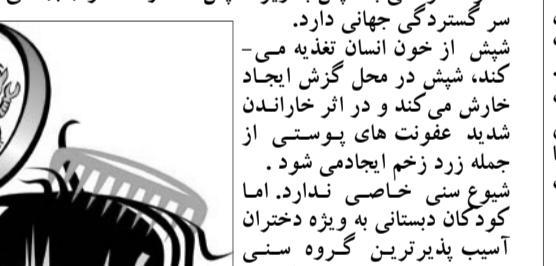 سر گستردگی جهانی دارد.
شپش از خون انسان تغذیه می-
کند، شپش در محل گزش ایجاد
خارش می‌کند و در اثر خاراندن
شدید عفونت های پوستی از
جمله زرد زخم ایجادمی شود .
شیوع سنی خاصی ندارد. اما
کودکان دبستانی به ویژه دختران
آسیب پذیرترین گروه سنی